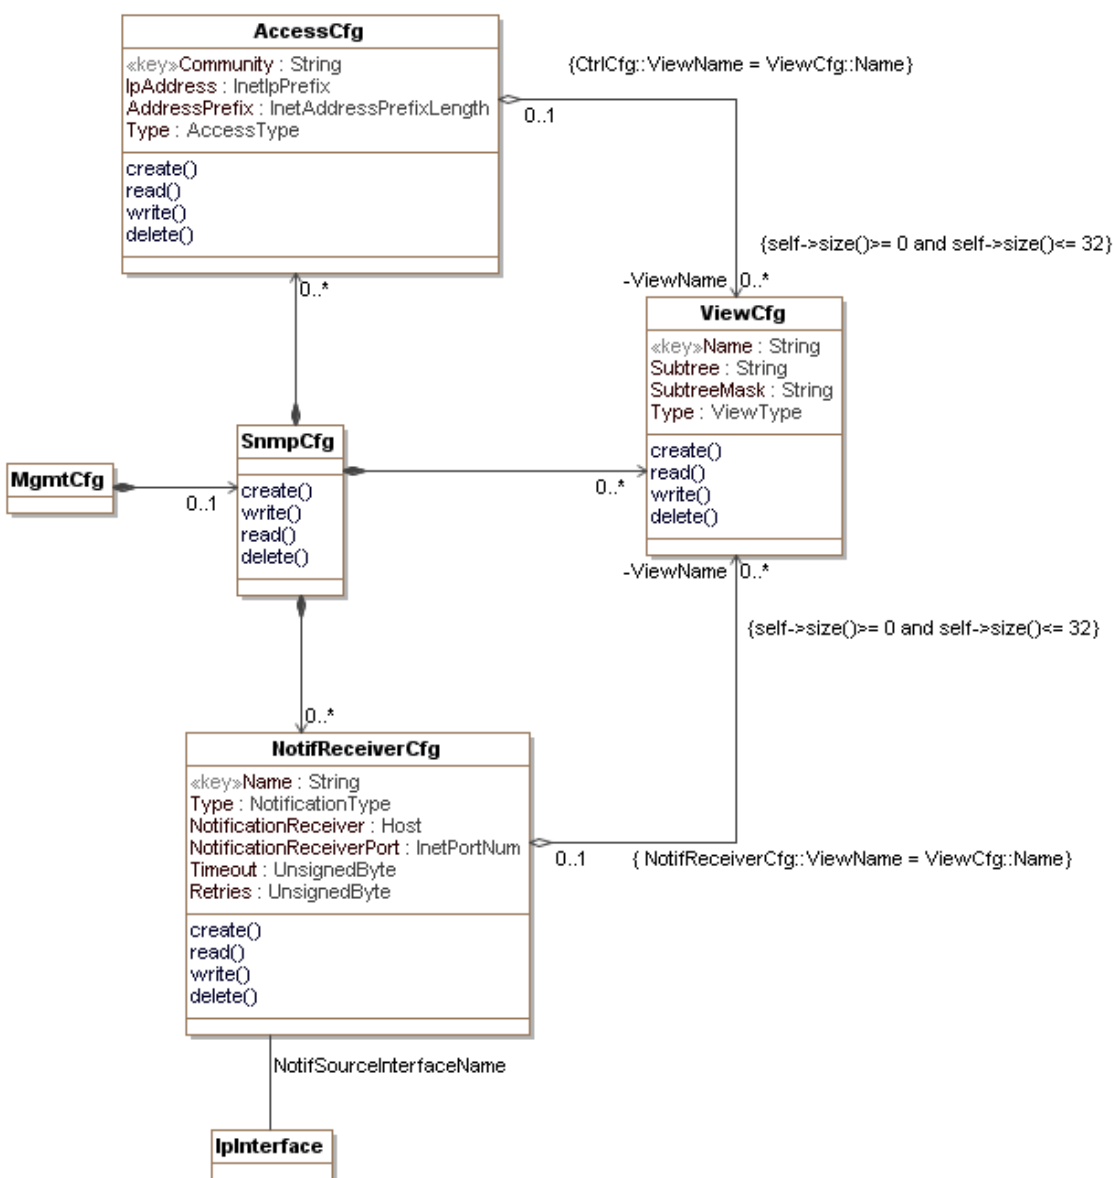 AccessCfg
«key»Community : String
IpAddress : InetIpPrefix
AddressPrefix : InetAddressPrefixLength
Type : AccessType
create()
read()
write()
delete()
{CtrlCfg::ViewName = ViewCfg::Name}
0..1
{self->size()>= 0 and self->size()<= 32}
-ViewName 0..*
0..*
ViewCfg
«key»Name : String
Subtree : String
SubtreeMask : String
Type : ViewType
create()
read()
write()
delete()
SnmpCfg
create()
write()
read()
delete()
MgmtCfg
0..1
0..*
-ViewName 0..*
{self->size()>= 0 and self->size()<= 32}
0..*
NotifReceiverCfg
«key»Name : String
Type : NotificationType
NotificationReceiver : Host
NotificationReceiverPort : InetPortNum
Timeout : UnsignedByte
Retries : UnsignedByte
create()
read()
write()
delete()
0..1
{ NotifReceiverCfg::ViewName = ViewCfg::Name}
NotifSourceInterfaceName
IpInterface